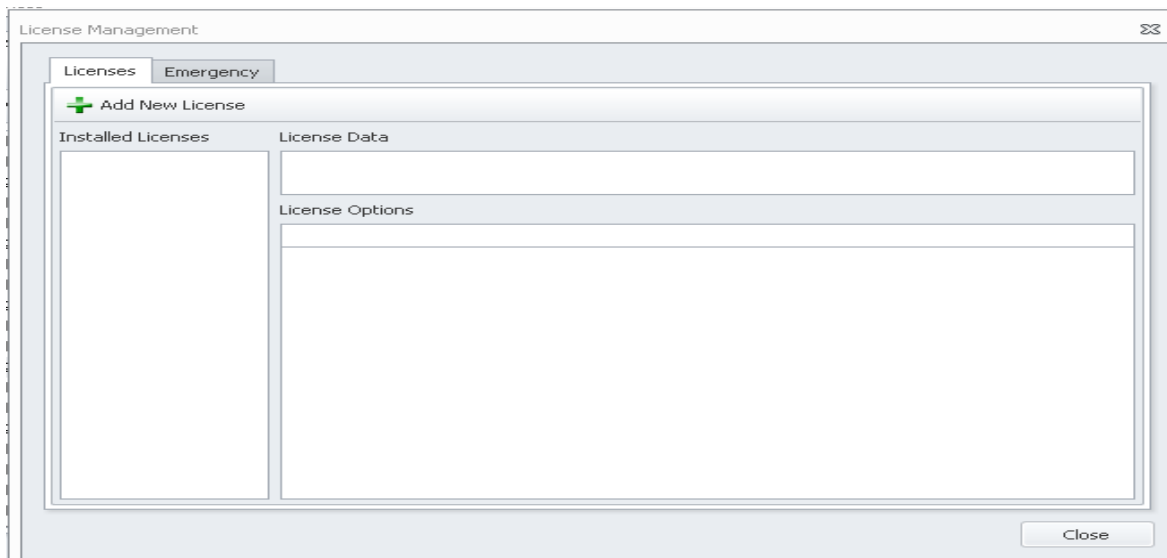 License Management
Licenses Emergency
Add New License
Installed Licenses License Data
License Options
Close